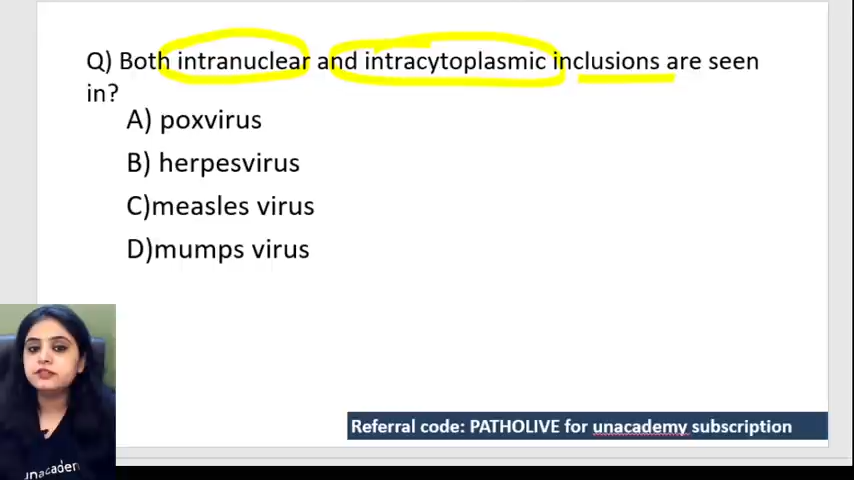 Q) Both intranuclear and intracytoplasmic inclusions are seen
in?
A) poxvirus
B) herpesvirus
C)measles virus
D)mumps virus
unacadem
Referral code: PATHOLIVE for unacademy subscription